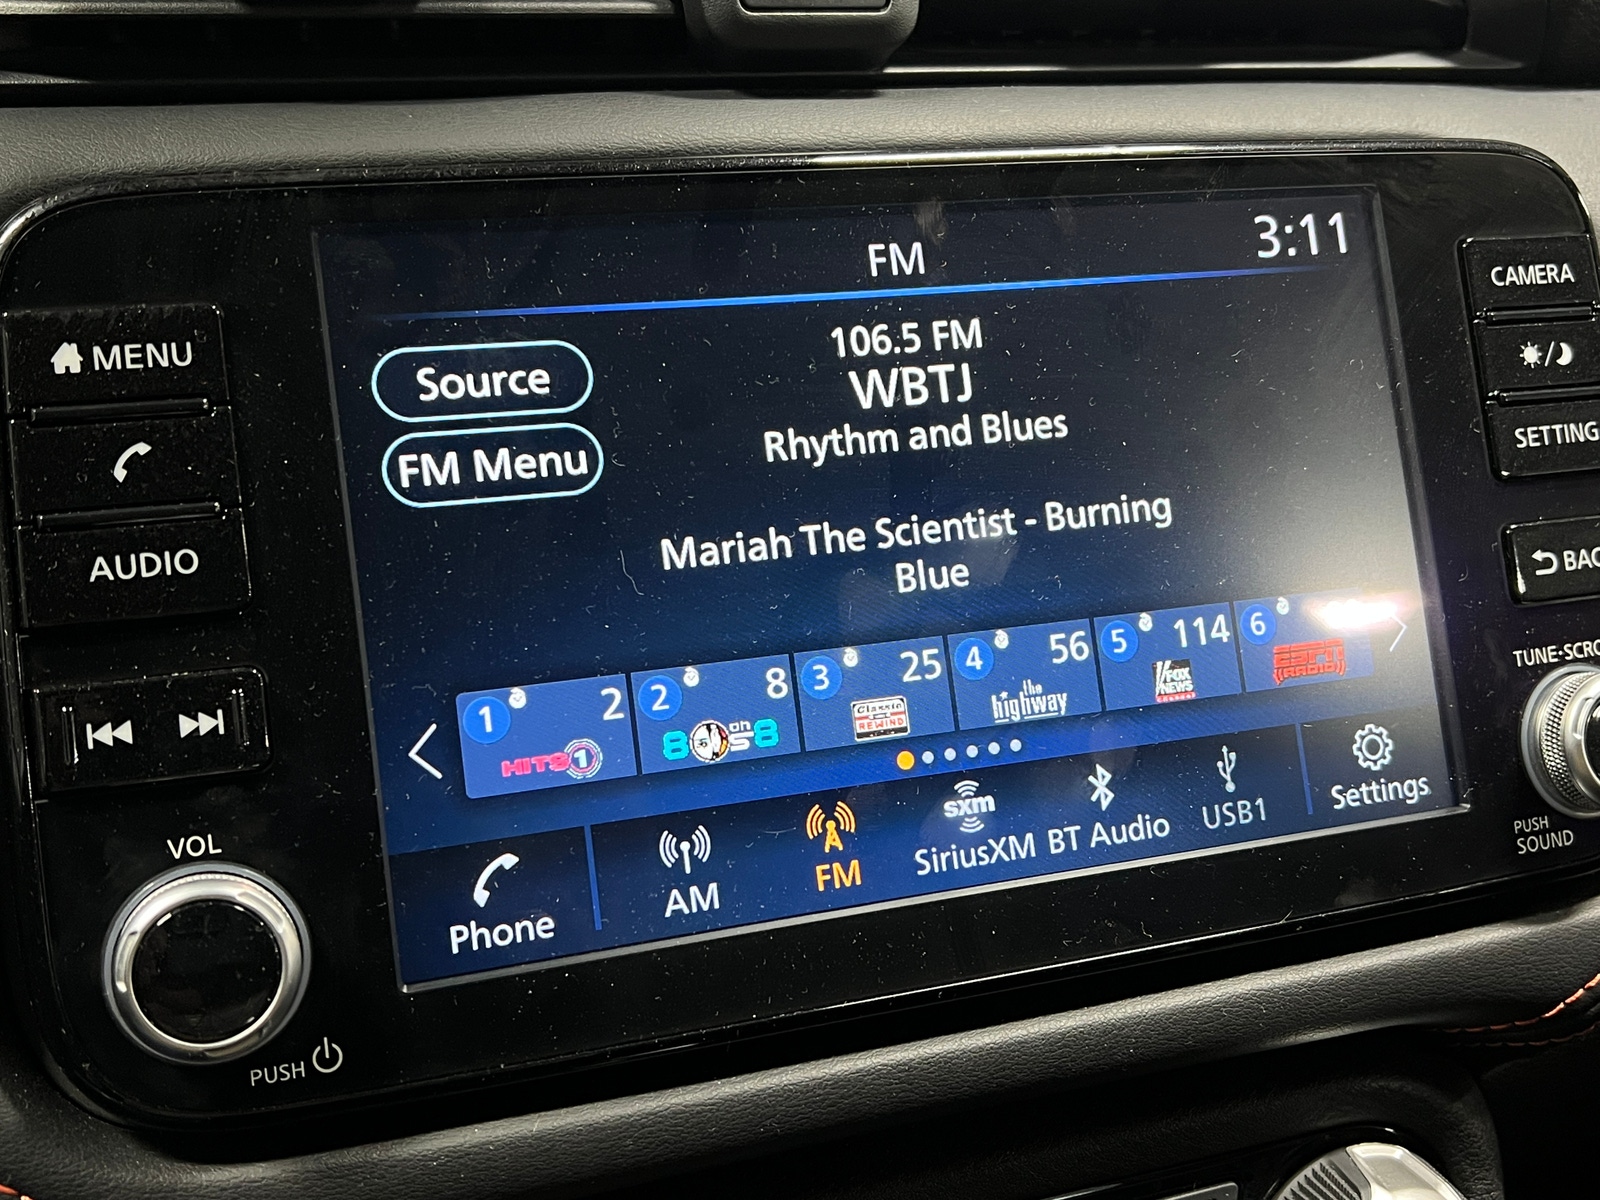 FM
3:11
CAMERA
MENU
Source
106.5 FM
WBTJ
Rhythm and Blues
SETTING
FM Menu
AUDIO
Mariah The Scientist - Burning
Blue
BAC
1 2
HITS 1
2 8
80s on 8
3 25
Classic
REWIND
4 56
the
highway
5 114
FOX
NEWS
6
ESPN
RADIO
TUNE·SCRO
VOL
Phone
AM
FM
sxm
SiriusXM
BT Audio
USB1
Settings
PUSH
SOUND
PUSH